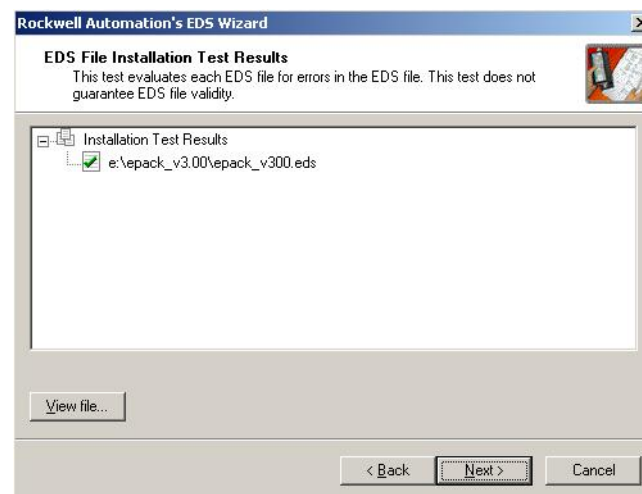 Rockwell Automation's EDS Wizard
EDS File Installation Test Results
This test evaluates each EDS file for errors in the EDS file. This test does not
guarantee EDS file validity.
Installation Test Results
e:\epack_v3.00\epack_v300.eds
View file...
< Back
Next >
Cancel